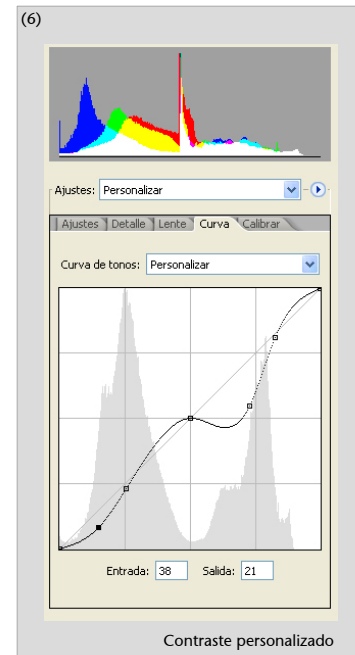 (6)
Ajustes: Personalizar
Ajustes Detalle Lente Curva Calibrar
Curva de tonos: Personalizar
Entrada: 38 Salida: 21
Contraste personalizado